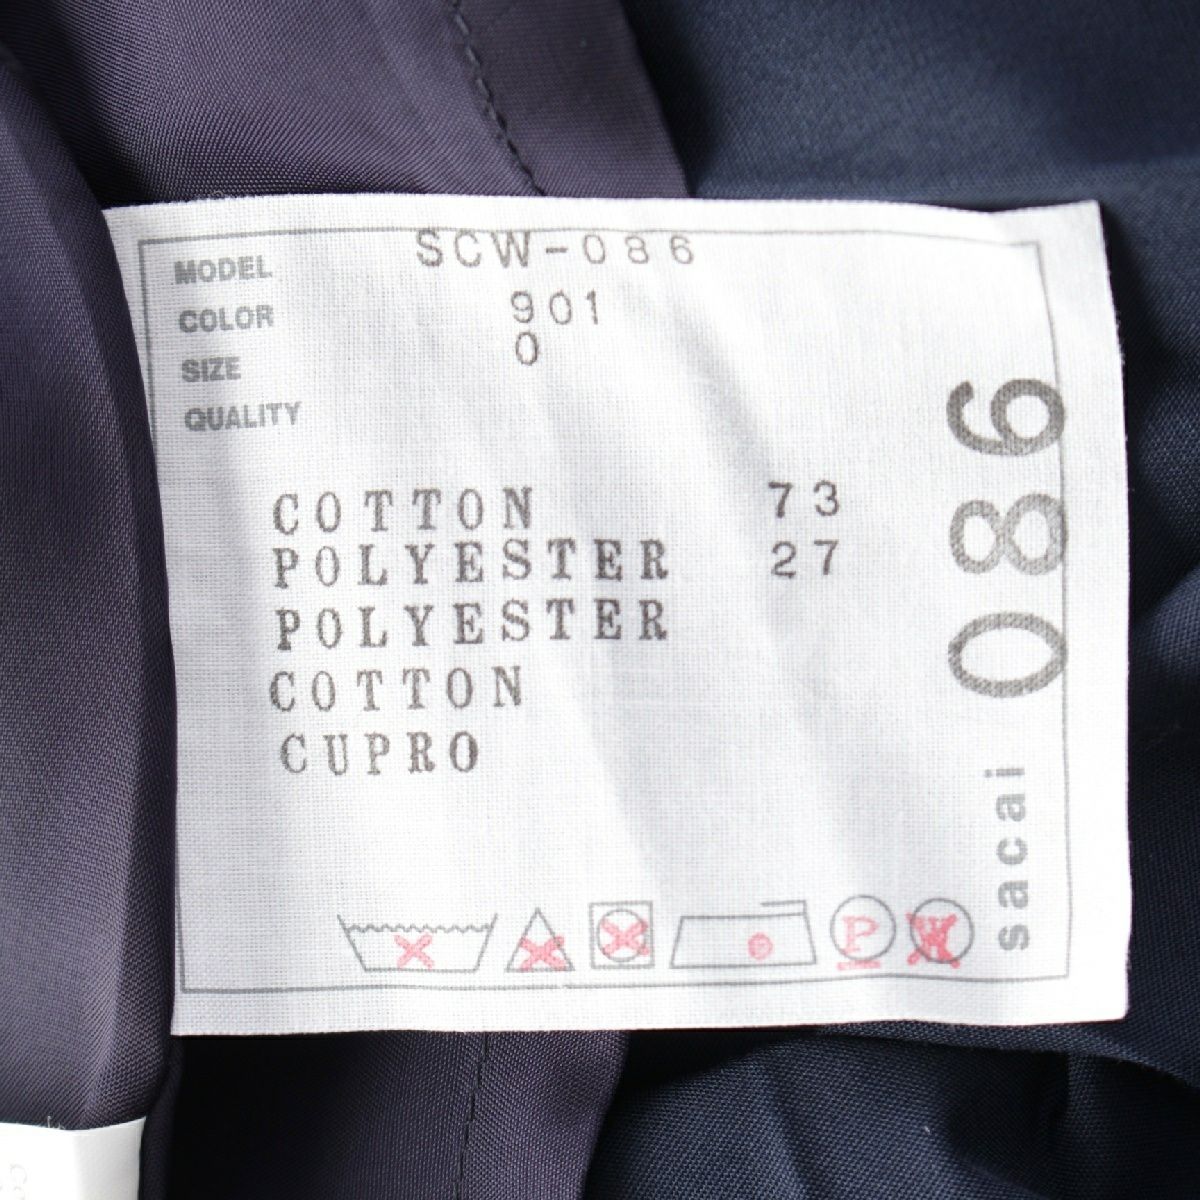 MODEL SCW-086
COLOR 901
SIZE 0
QUALITY
COTTON 73
POLYESTER 27
POLYESTER
COTTON
CUPRO
P
W
sacai 086